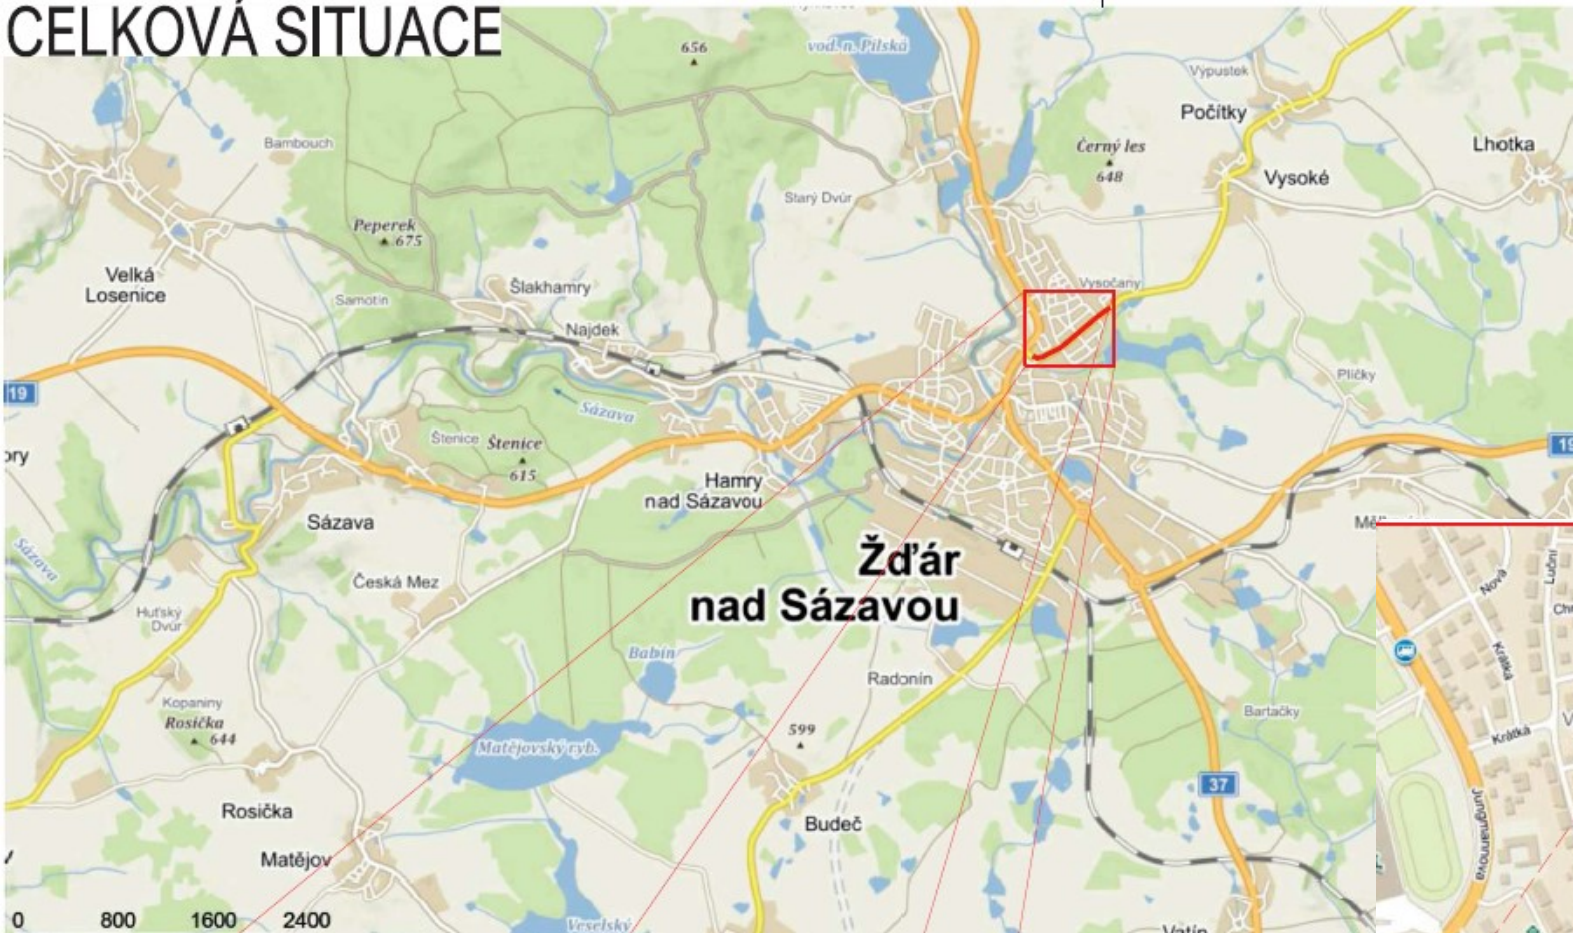 CELKOVÁ SITUACE
vod. n. Pilská
656
Výpustek
Počítky
Bambouch
Černý les
648
Lhotka
Vysoké
Starý Dvůr
Peperek
675
Velká
Losenice
Samotín
Šlakhamry
Vysočany
Najdek
Plíčky
19
Sázava
Štenice
Štenice
615
19
Hamry
nad Sázavou
Sázava
Sázava
Žďár
nad Sázavou
Česká Mez
Huťský
Dvůr
Babín
Radonín
Kopaniny
Rosička
644
Matějovský ryb.
599
Bartačky
37
Rosička
Budeč
Matějov
0 800 1600 2400
Veselský
Vatín
Nová
Luční
Krátká
Krátká
Jungmannova